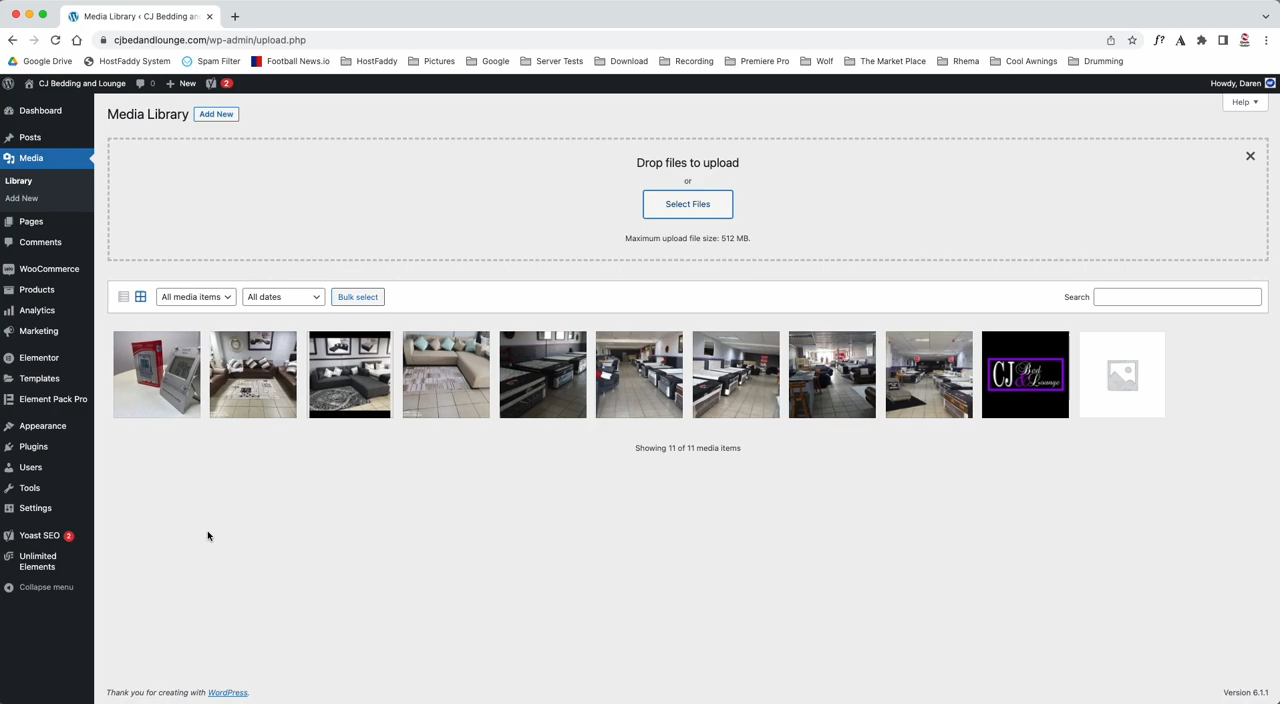 Media Library ‹ CJ Bedding an
cjbedandlounge.com/wp-admin/upload.php
Google Drive HostFaddy System Spam Filter Football News.io HostFaddy Pictures Google Server Tests Download Recording Premiere Pro The Market Place Wolf Rhema Cool Awnings Drumming
CJ Bedding and Lounge 0 New 2 Howdy, Daren
Help
Media Library Add New
Dashboard
Posts
Media
Library
Add New
Pages
Comments
WooCommerce
Products
Analytics
Marketing
Elementor
Templates
Element Pack Pro
Appearance
Plugins
Users
Tools
Settings
Yoast SEO 2
Unlimited
Elements
Collapse menu
Drop files to upload
or
Select Files
Maximum upload file size: 512 MB.
All media items All dates Bulk select Search
CJ Bed & Lounge
Showing 11 of 11 media items
Thank you for creating with WordPress. Version 6.1.1